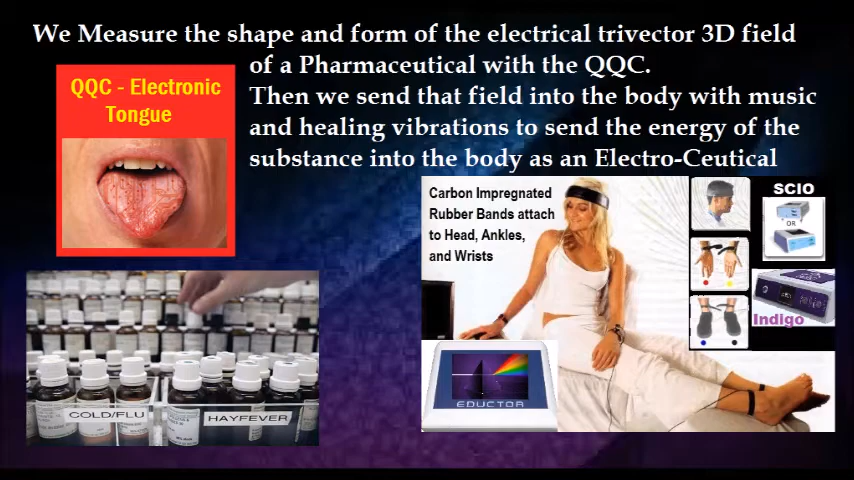 We Measure the shape and form of the electrical trivector 3D field
of a Pharmaceutical with the QQC.
Then we send that field into the body with music
and healing vibrations to send the energy of the
substance into the body as an Electro-Ceutical
QQC - Electronic
Tongue
Carbon Impregnated
Rubber Bands attach
to Head, Ankles,
and Wrists
SCIO
OR
Indigo
EDUCTOR
COLD/FLU
HAYFEVER